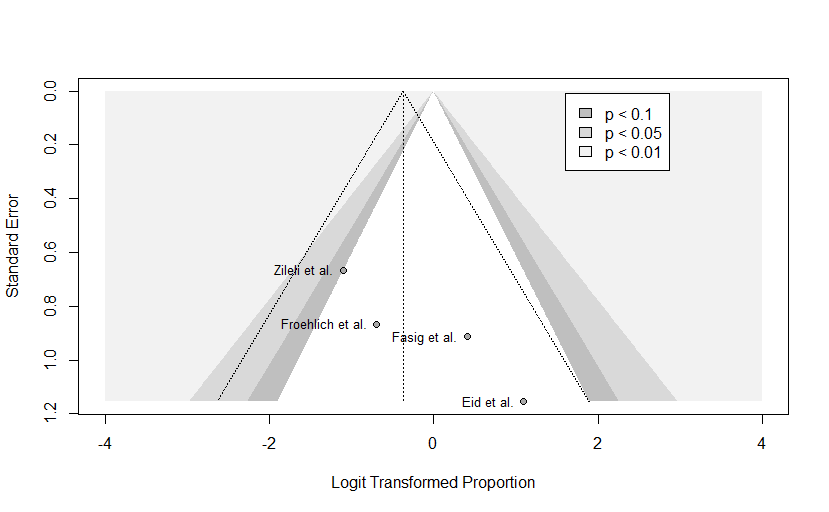 p < 0.1
p < 0.05
p < 0.01
0.0
0.2
0.4
0.6
0.8
1.0
1.2
Standard Error
Zileli et al.
Froehlich et al.
Fasig et al.
Eid et al.
-4
-2
0
2
4
Logit Transformed Proportion